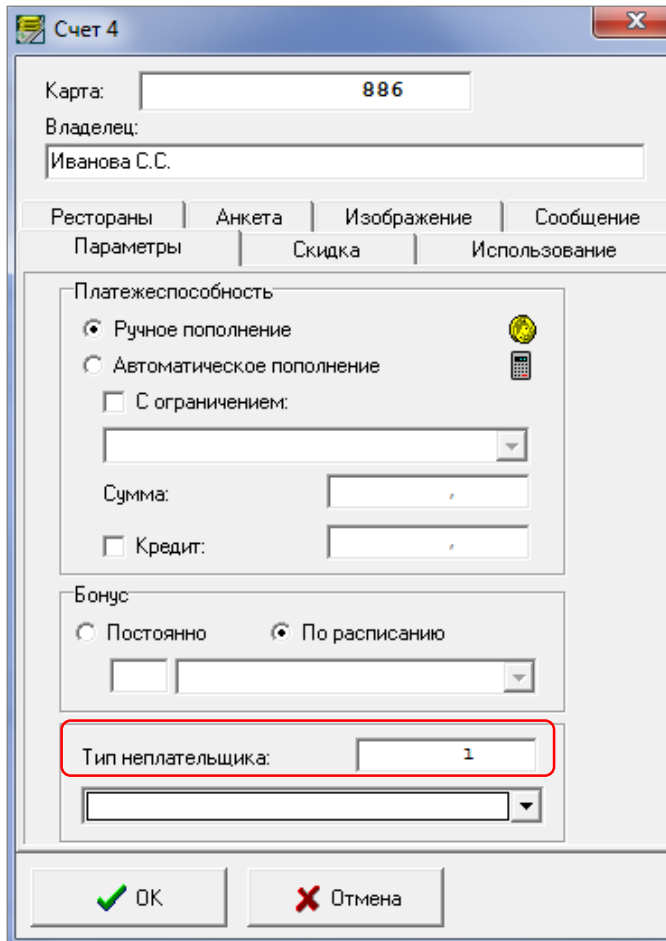 Счет 4
Карта: 886
Владелец:
Иванова С.С.
Рестораны Анкета Изображение Сообщение
Параметры Скидка Использование
Платежеспособность
Ручное пополнение
Автоматическое пополнение
С ограничением:
Сумма: ,
Кредит: ,
Бонус
Постоянно По расписанию
Тип неплательщика: 1
OK Отмена